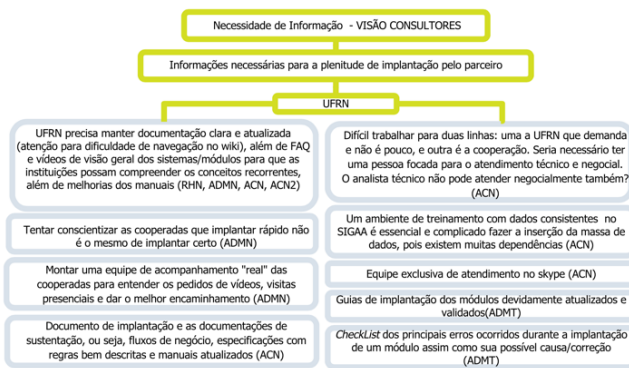 Necessidade de Informação - VISÃO CONSULTORES
Informações necessárias para a plenitude de implantação pelo parceiro
UFRN
UFRN precisa manter documentação clara e atualizada
(atenção para dificuldade de navegação no wiki), além de FAQ
e vídeos de visão geral dos sistemas/módulos para que as
instituições possam compreender os conceitos recorrentes,
além de melhorias dos manuais (RHN, ADMN, ACN, ACN2)
Tentar conscientizar as cooperadas que implantar rápido não
é o mesmo de implantar certo (ADMN)
Montar uma equipe de acompanhamento "real" das
cooperadas para entender os pedidos de vídeos, visitas
presenciais e dar o melhor encaminhamento (ADMN)
Documento de implantação e as documentações de
sustentação, ou seja, fluxos de negócio, especificações com
regras bem descritas e manuais atualizados (ACN)
Difícil trabalhar para duas linhas: uma a UFRN que demanda
e não é pouco, e outra é a cooperação. Seria necessário ter
uma pessoa focada para o atendimento técnico e negocial.
O analista técnico não pode atender negocialmente também?
(ACN)
Um ambiente de treinamento com dados consistentes no
SIGAA é essencial e complicado fazer a inserção da massa de
dados, pois existem muitas dependências (ACN)
Equipe exclusiva de atendimento no skype (ACN)
Guias de implantação dos módulos devidamente atualizados e
validados(ADMT)
CheckList dos principais erros ocorridos durante a implantação
de um módulo assim como sua possível causa/correção
(ADMT)